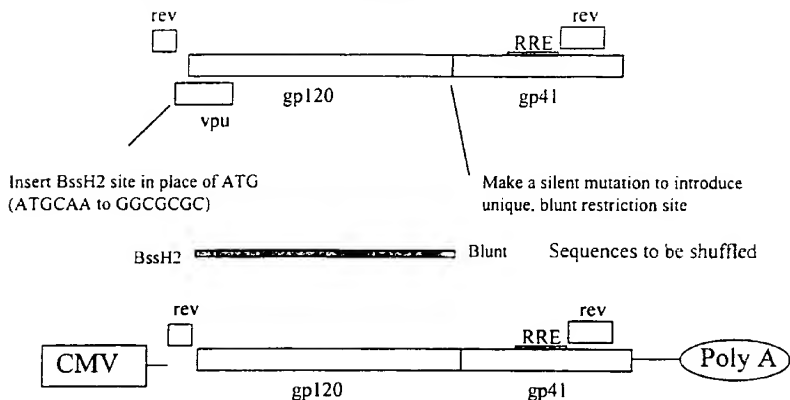 rev
rev
RRE
gp120
gp41
vpu
Insert BssH2 site in place of ATG
(ATGCAA to GGCGCGC)
Make a silent mutation to introduce
unique, blunt restriction site
BssH2
Blunt
Sequences to be shuffled
rev
rev
RRE
CMV
Poly A
gp120
gp41